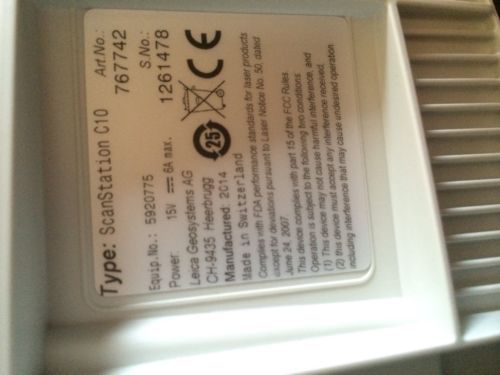 Type: ScanStation C10 Art.No.: 767742
Equip.No.: 5920775 S.No.: 1261478
Power: 15V 6A max.
Leica Geosystems AG
CH-9435 Heerbrugg
Manufactured: 2014
Made in Switzerland
25
CE
Complies with FDA performance standards for laser products
except for deviations pursuant to Laser Notice No. 50, dated
June 24, 2007.
This device complies with part 15 of the FCC Rules.
Operation is subject to the following two conditions:
(1) This device may not cause harmful interference, and
(2) this device must accept any interference received,
including interference that may cause undesired operation